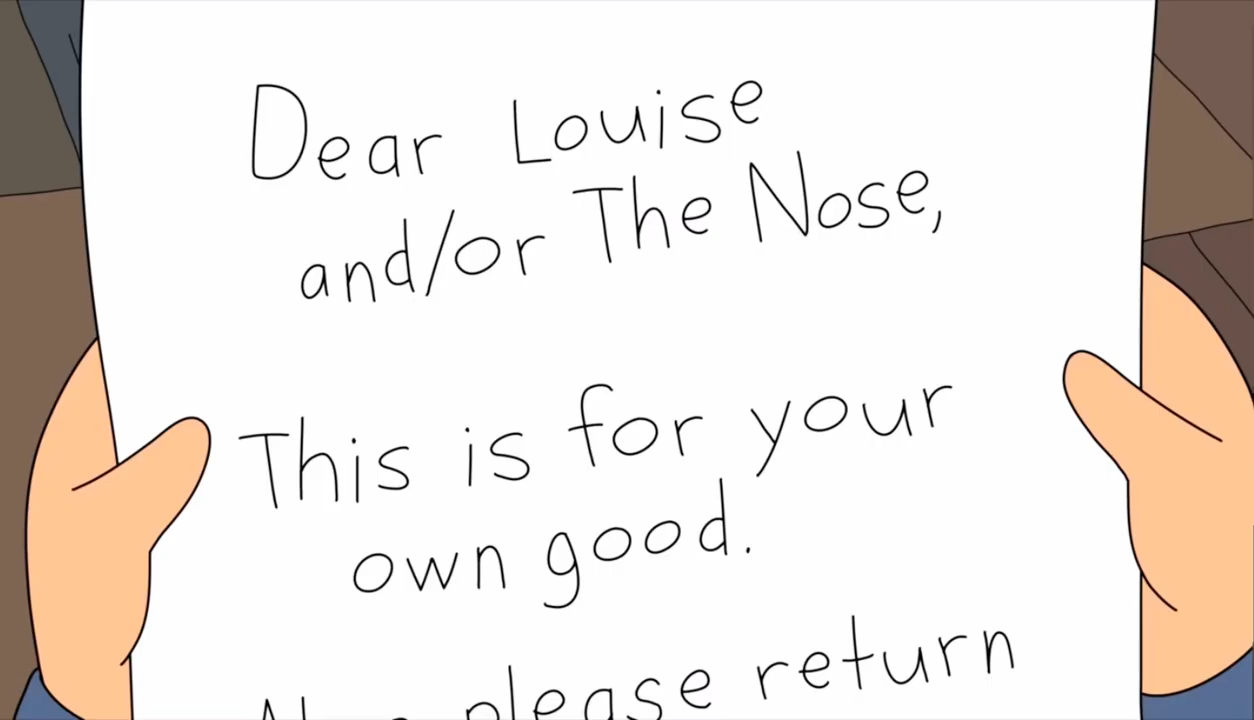 Dear Louise
and/or The Nose,
This is for your
own good.
please return